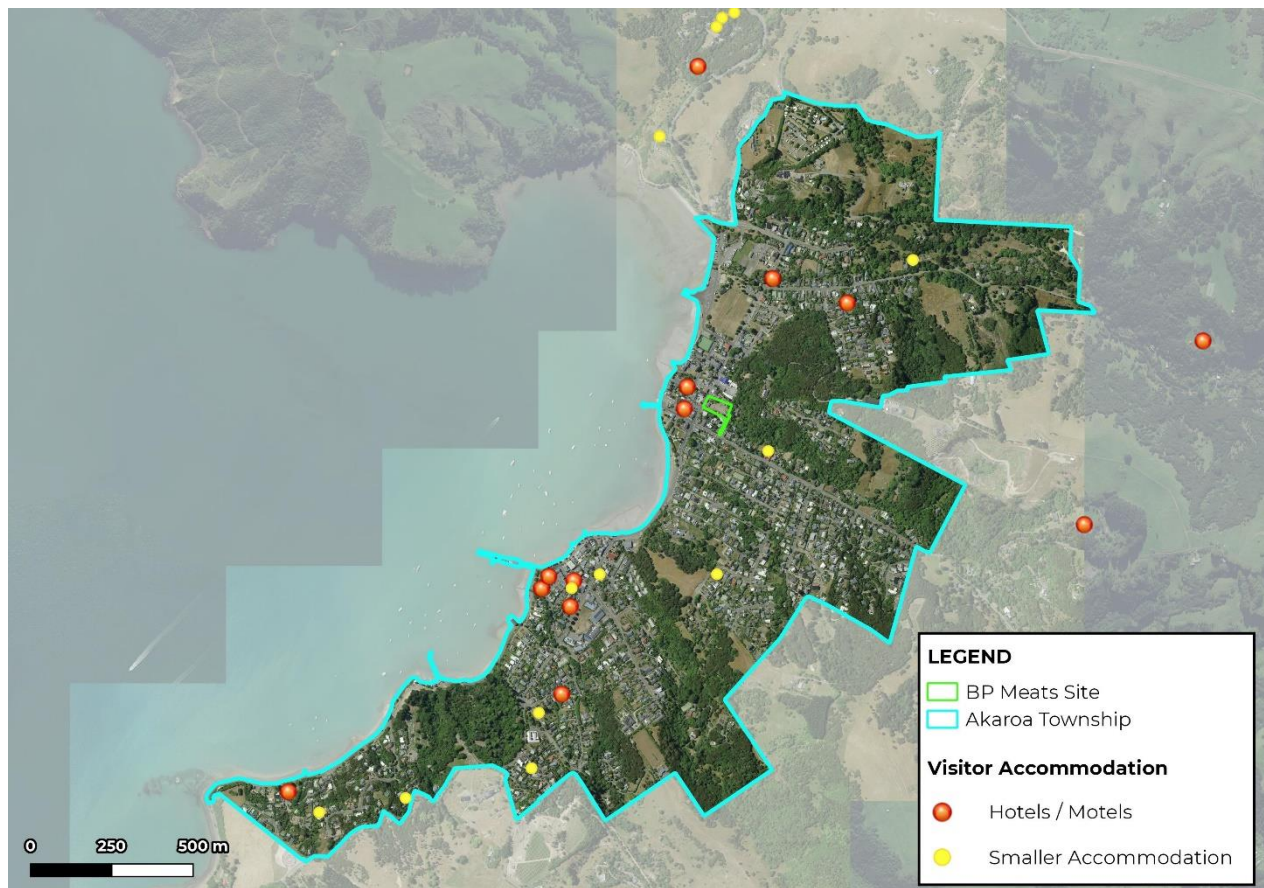 LEGEND
BP Meats Site
Akaroa Township
Visitor Accommodation
Hotels / Motels
Smaller Accommodation
0 250 500 m